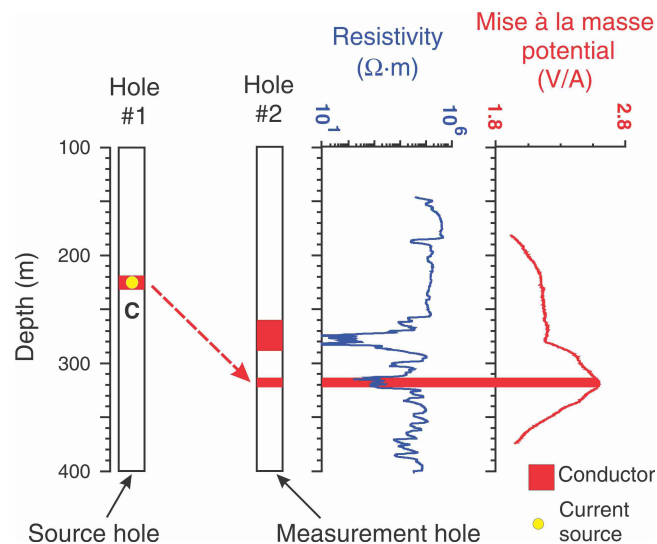 Hole
#1
Hole
#2
Resistivity
(Ω·m)
10¹ 10⁶
Mise à la masse
potential
(V/A)
1.8 2.8
Depth (m)
100
200
300
400
C
Source hole
Measurement hole
Conductor
Current
source